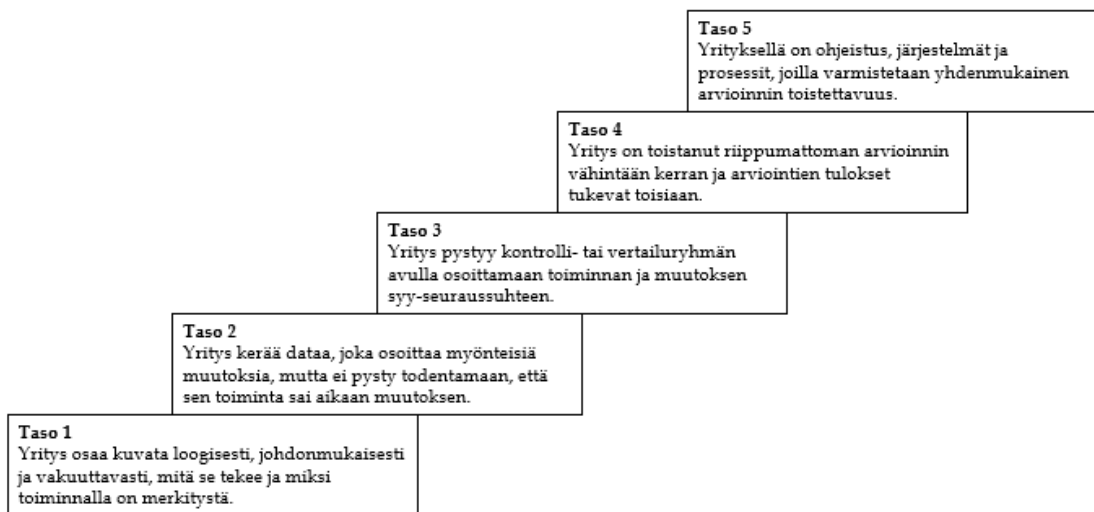 Taso 5
Yrityksellä on ohjeistus, järjestelmät ja
prosessit, joilla varmistetaan yhdenmukainen
arvioinnin toistettavuus.
Taso 4
Yritys on toistanut riippumattoman arvioinnin
vähintään kerran ja arviointien tulokset
tukevat toisiaan.
Taso 3
Yritys pystyy kontrolli- tai vertailuryhmän
avulla osoittamaan toiminnan ja muutoksen
syy-seuraussuhteen.
Taso 2
Yritys kerää dataa, joka osoittaa myönteisiä
muutoksia, mutta ei pysty todentamaan, että
sen toiminta sai aikaan muutoksen.
Taso 1
Yritys osaa kuvata loogisesti, johdonmukaisesti
ja vakuuttavasti, mitä se tekee ja miksi
toiminnalla on merkitystä.